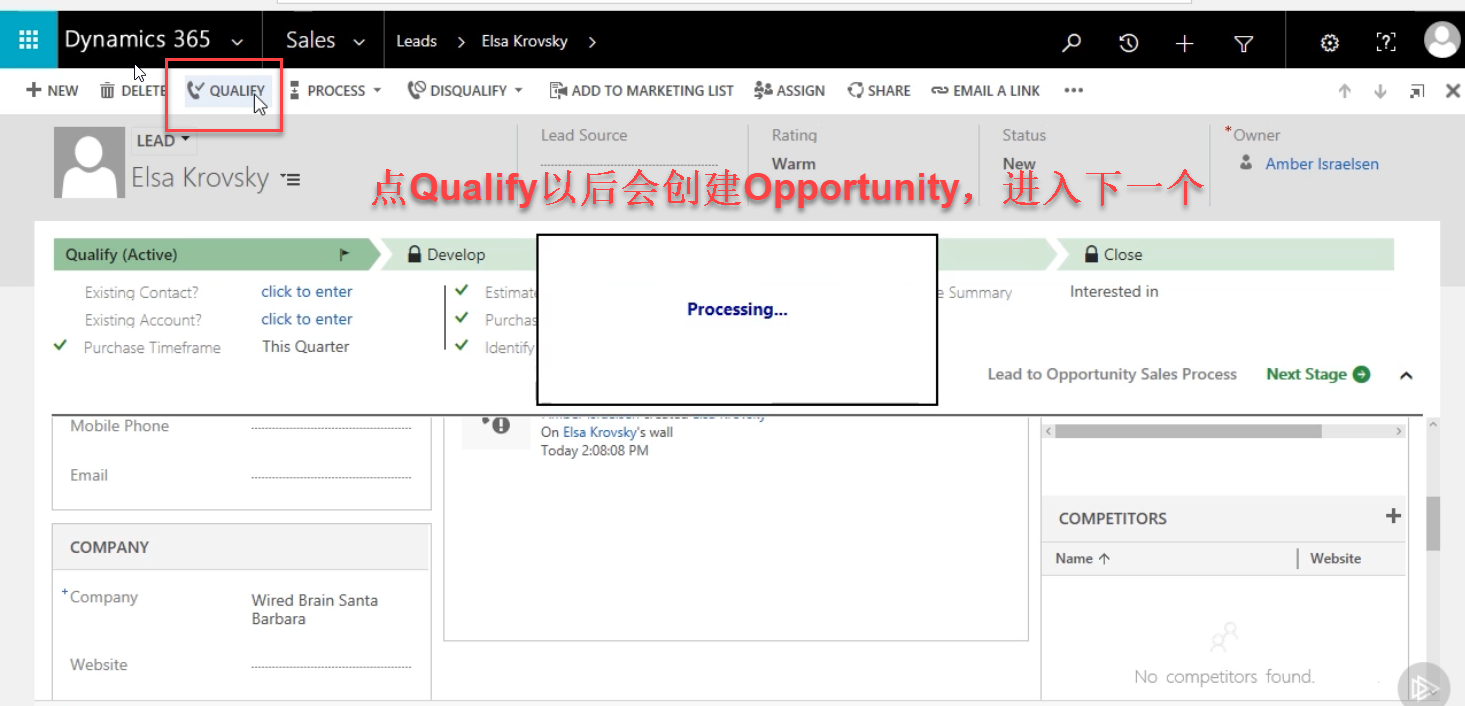 Dynamics 365 Sales Leads Elsa Krovsky
NEW DELETE QUALIFY PROCESS DISQUALIFY ADD TO MARKETING LIST ASSIGN SHARE EMAIL A LINK
LEAD
Elsa Krovsky
Lead Source
Rating
Warm
Status
New
*Owner
Amber Israelsen
点Qualify以后会创建Opportunity，进入下一个
Qualify (Active) Develop Close
Existing Contact? click to enter
Existing Account? click to enter
Purchase Timeframe This Quarter
Identify
Processing...
Summary
Interested in
Lead to Opportunity Sales Process Next Stage
Mobile Phone
Email
COMPANY
+Company Wired Brain Santa
Barbara
Website
On Elsa Krovsky's wall
Today 2:08:08 PM
COMPETITORS +
Name Website
No competitors found.